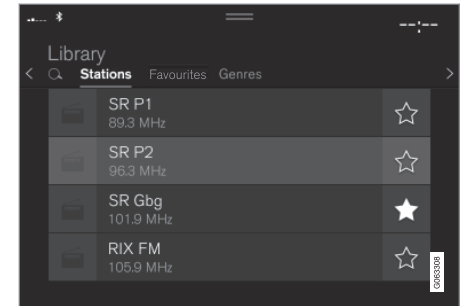 --:--
Library
Stations Favourites Genres
SR P1
89.3 MHz
SR P2
96.3 MHz
SR Gbg
101.9 MHz
RIX FM
105.9 MHz
G063308